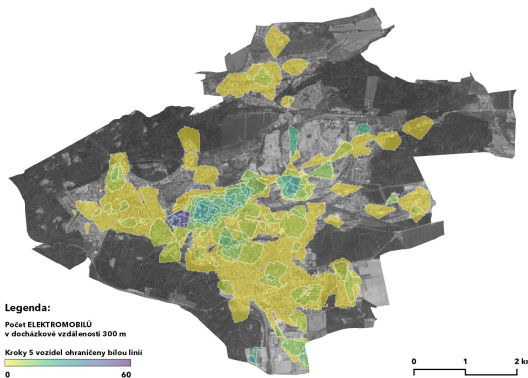 Legenda:
Počet ELEKTROMOBILŮ
v docházkové vzdálenosti 300 m
Kroky 5 vozidel ohraničeny bílou linií
0 60
0 1 2 km